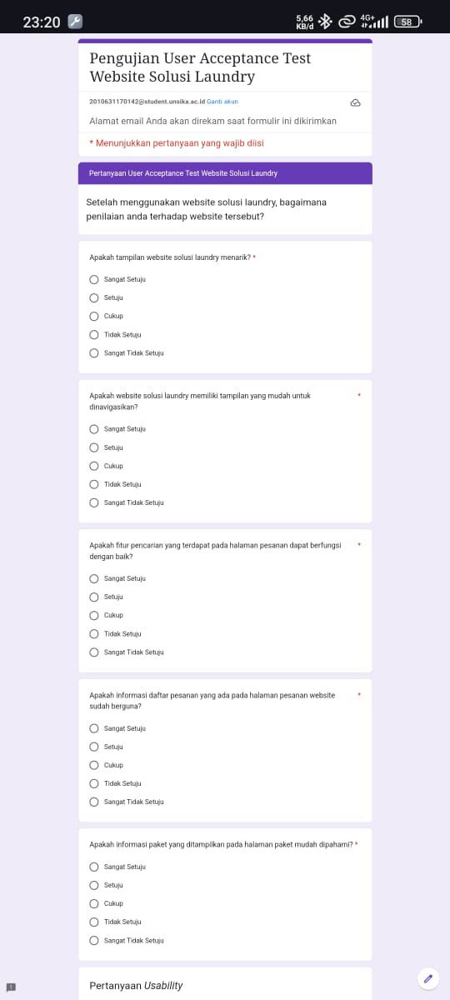 23:20
5,66
KB/d
4G+
58
Pengujian User Acceptance Test
Website Solusi Laundry
2010631170142@student.unsika.ac.id Ganti akun
Alamat email Anda akan direkam saat formulir ini dikirimkan
* Menunjukkan pertanyaan yang wajib diisi
Pertanyaan User Acceptance Test Website Solusi Laundry
Setelah menggunakan website solusi laundry, bagaimana
penilaian anda terhadap website tersebut?
Apakah tampilan website solusi laundry menarik? *
Sangat Setuju
Setuju
Cukup
Tidak Setuju
Sangat Tidak Setuju
Apakah website solusi laundry memiliki tampilan yang mudah untuk *
dinavigasikan?
Sangat Setuju
Setuju
Cukup
Tidak Setuju
Sangat Tidak Setuju
Apakah fitur pencarian yang terdapat pada halaman pesanan dapat berfungsi *
dengan baik?
Sangat Setuju
Setuju
Cukup
Tidak Setuju
Sangat Tidak Setuju
Apakah informasi daftar pesanan yang ada pada halaman pesanan website *
sudah berguna?
Sangat Setuju
Setuju
Cukup
Tidak Setuju
Sangat Tidak Setuju
Apakah informasi paket yang ditampilkan pada halaman paket mudah dipahami? *
Sangat Setuju
Setuju
Cukup
Tidak Setuju
Sangat Tidak Setuju
Pertanyaan Usability